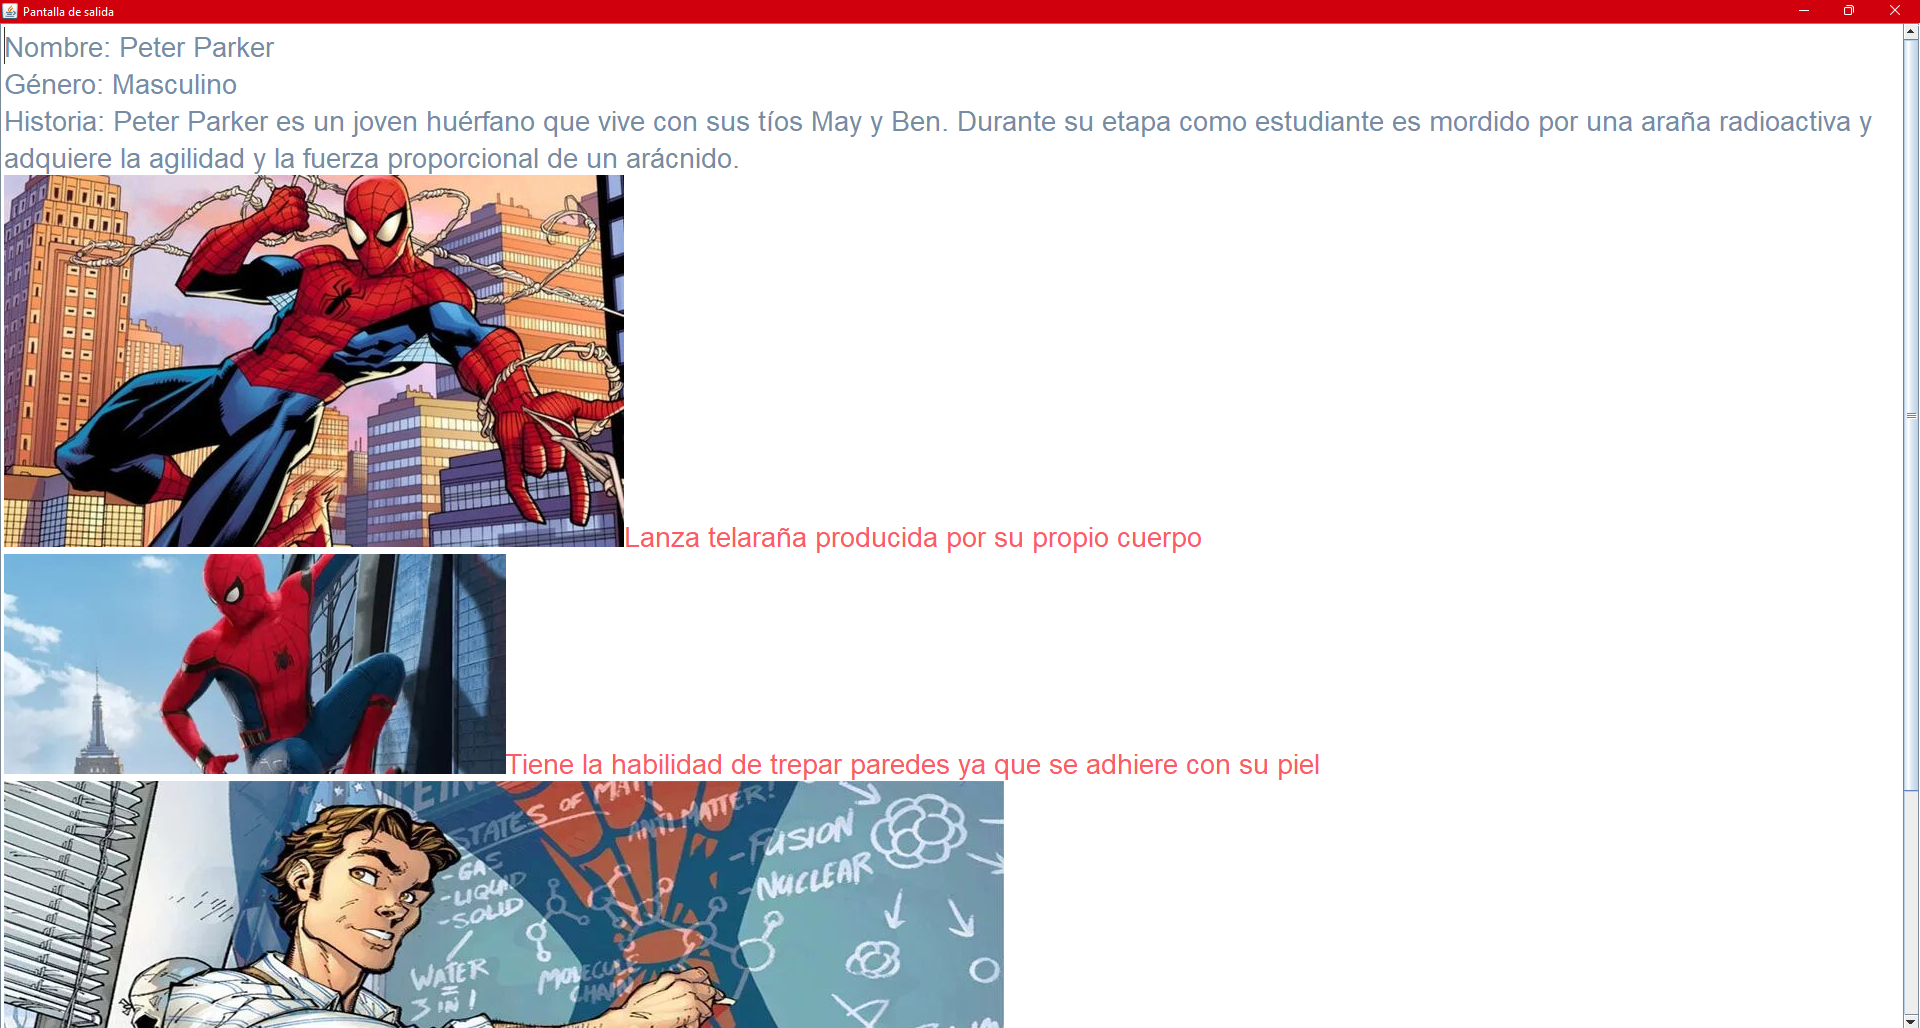 Pantalla de salida
Nombre: Peter Parker
Género: Masculino
Historia: Peter Parker es un joven huérfano que vive con sus tíos May y Ben. Durante su etapa como estudiante es mordido por una araña radioactiva y
adquiere la agilidad y la fuerza proporcional de un arácnido.
Lanza telaraña producida por su propio cuerpo
Tiene la habilidad de trepar paredes ya que se adhiere con su piel
STATES OF MAT
ANTI MATTER!
-GAS
-LIQUID
-SOLID
-FUSION
-NUCLEAR
WATER
=
3 IN 1
MOLECULE
CHAIN